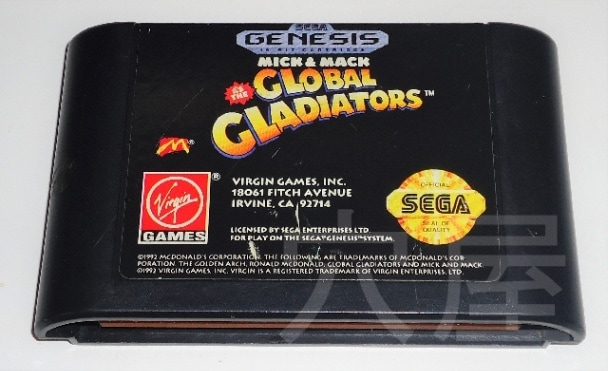 SEGA
GENESIS
16-BIT CARTRIDGE
MICK & MACK
AS THE
GLOBAL
GLADIATORS™
Virgin®
GAMES
VIRGIN GAMES, INC.
18061 FITCH AVENUE
IRVINE, CA 92714
OFFICIAL
SEGA
SEAL OF
QUALITY
LICENSED BY SEGA ENTERPRISES LTD
FOR PLAY ON THE SEGA® GENESIS™ SYSTEM.
©1992 MCDONALD'S CORPORATION. THE FOLLOWING ARE TRADEMARKS OF MCDONALD'S COR
PORATION. THE GOLDEN ARCH, RONALD MCDONALD, GLOBAL GLADIATORS AND MICK AND MACK
©1992 VIRGIN GAMES, INC. VIRGIN IS A REGISTERED TRADEMARK OF VIRGIN ENTERPRISES, LTD.